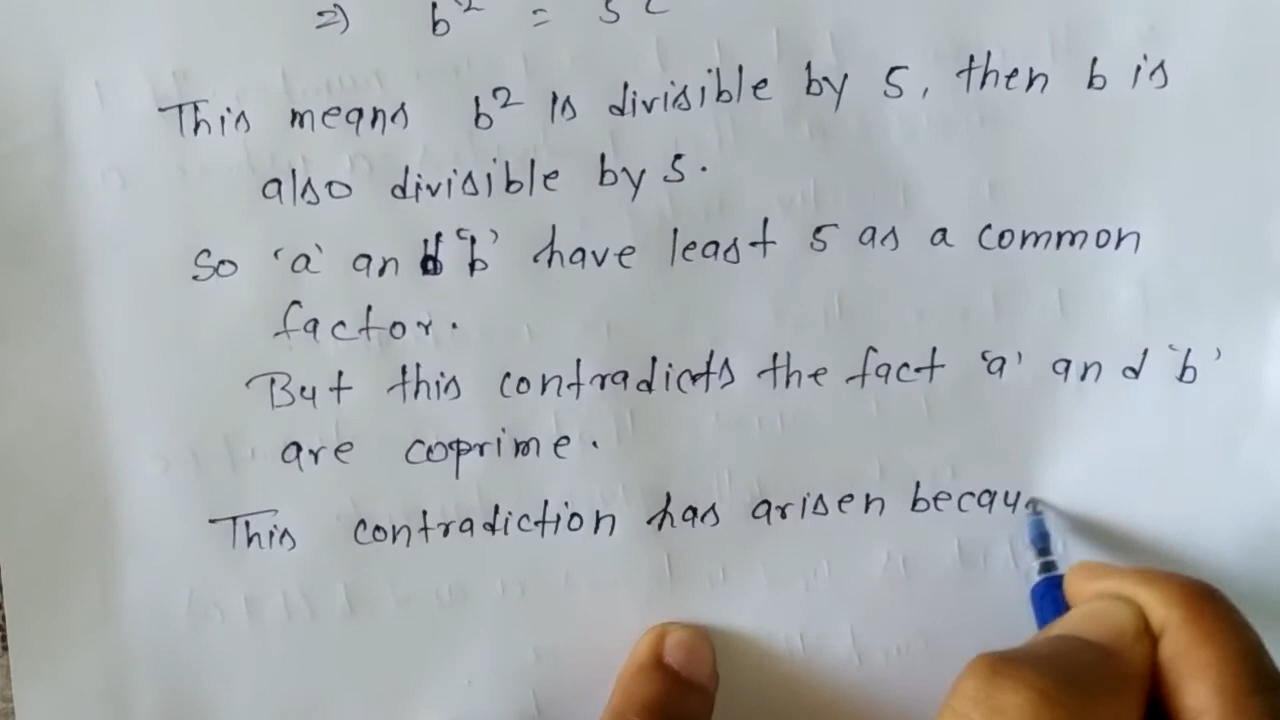 => b² = 5c
This means b² is divisible by 5, then b is
also divisible by 5.
So 'a' and 'b' have least 5 as a common
factor.
But this contradicts the fact 'a' and 'b'
are coprime.
This contradiction has arisen becau